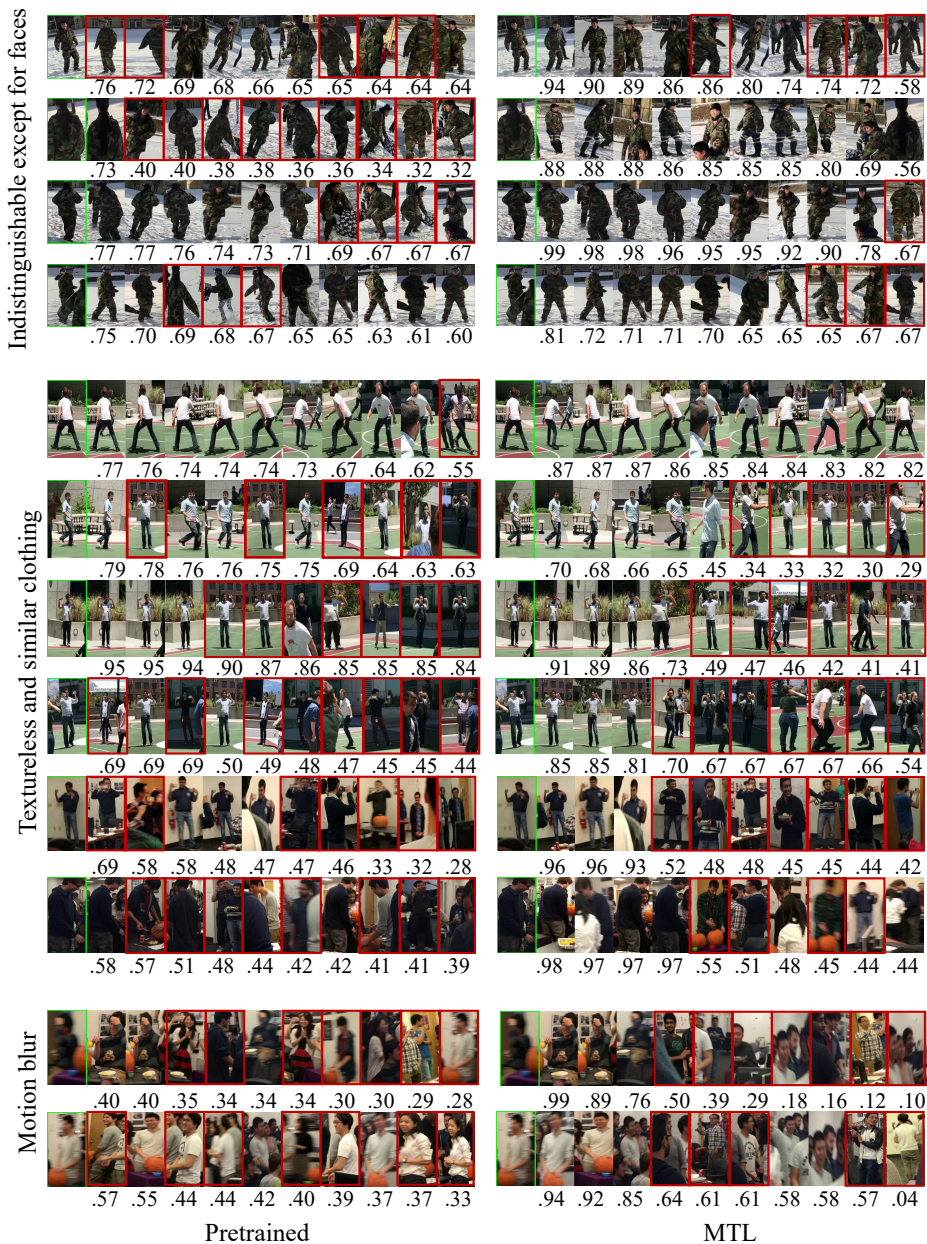 Indistinguishable except for faces
.76 .72 .69 .68 .66 .65 .65 .64 .64 .64
.94 .90 .89 .86 .86 .80 .74 .74 .72 .58
.73 .40 .40 .38 .38 .36 .36 .34 .32 .32
.88 .88 .88 .86 .85 .85 .85 .80 .69 .56
.77 .77 .76 .74 .73 .71 .69 .67 .67 .67
.99 .98 .98 .96 .95 .95 .92 .90 .78 .67
.75 .70 .69 .68 .67 .65 .65 .63 .61 .60
.81 .72 .71 .71 .70 .65 .65 .65 .67 .67
Textureless and similar clothing
.77 .76 .74 .74 .74 .73 .67 .64 .62 .55
.87 .87 .87 .86 .85 .84 .84 .83 .82 .82
.79 .78 .76 .76 .75 .75 .69 .64 .63 .63
.70 .68 .66 .65 .45 .34 .33 .32 .30 .29
.95 .95 .94 .90 .87 .86 .85 .85 .85 .84
.91 .89 .86 .73 .49 .47 .46 .42 .41 .41
.69 .69 .69 .50 .49 .48 .47 .45 .45 .44
.85 .85 .81 .70 .67 .67 .67 .67 .66 .54
.69 .58 .58 .48 .47 .47 .46 .33 .32 .28
.96 .96 .93 .52 .48 .48 .45 .45 .44 .42
.58 .57 .51 .48 .44 .42 .42 .41 .41 .39
.98 .97 .97 .97 .55 .51 .48 .45 .44 .44
Motion blur
.40 .40 .35 .34 .34 .34 .30 .30 .29 .28
.99 .89 .76 .50 .39 .29 .18 .16 .12 .10
.57 .55 .44 .44 .42 .40 .39 .37 .37 .33
.94 .92 .85 .64 .61 .61 .58 .58 .57 .04
Pretrained
MTL